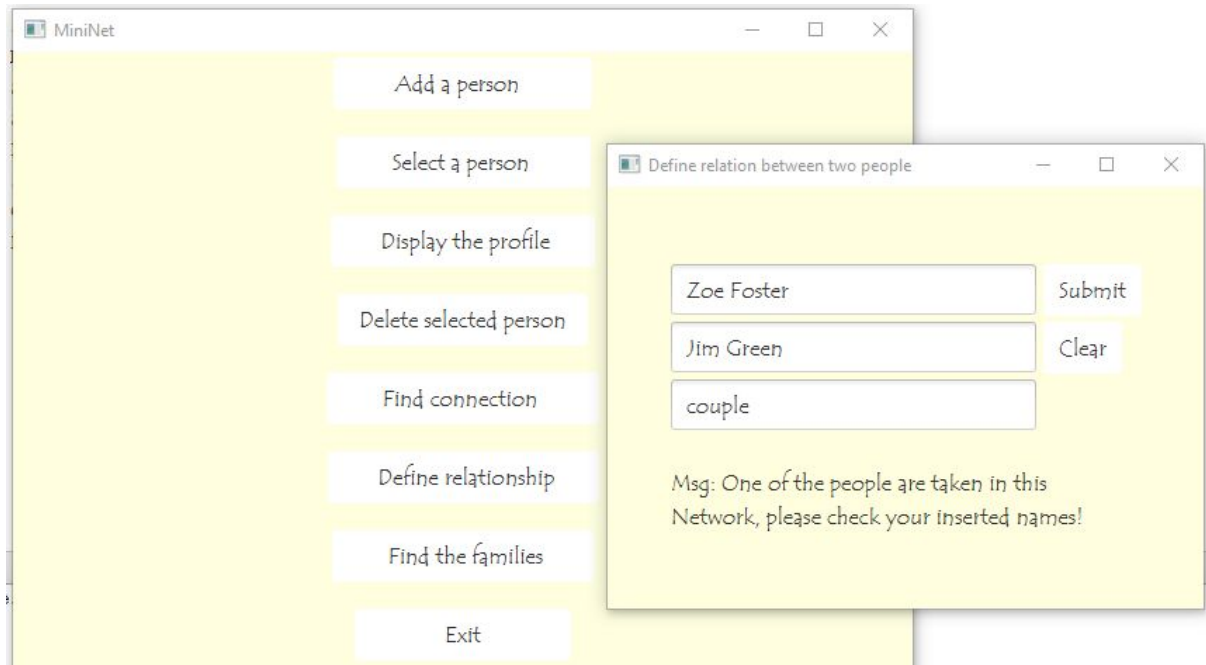 MiniNet
Add a person
Select a person
Display the profile
Delete selected person
Find connection
Define relationship
Find the families
Exit
Define relation between two people
Zoe Foster
Submit
Jim Green
Clear
couple
Msg: One of the people are taken in this
Network, please check your inserted names!